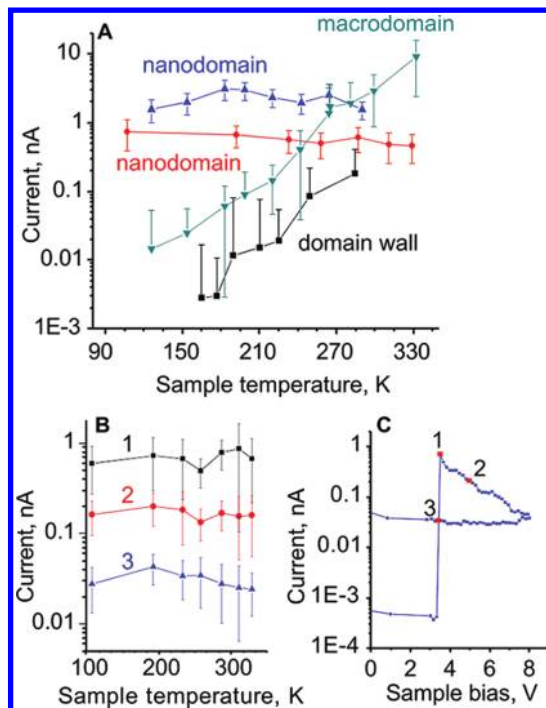 A
macrodomain
nanodomain
nanodomain
domain wall
10
1
0.1
0.01
1E-3
Current, nA
90 150 210 270 330
Sample temperature, K
B
1
2
3
1
0.1
0.01
Current, nA
100 200 300
Sample temperature, K
C
1
2
3
1
0.1
0.01
1E-3
1E-4
Current, nA
0 2 4 6 8
Sample bias, V